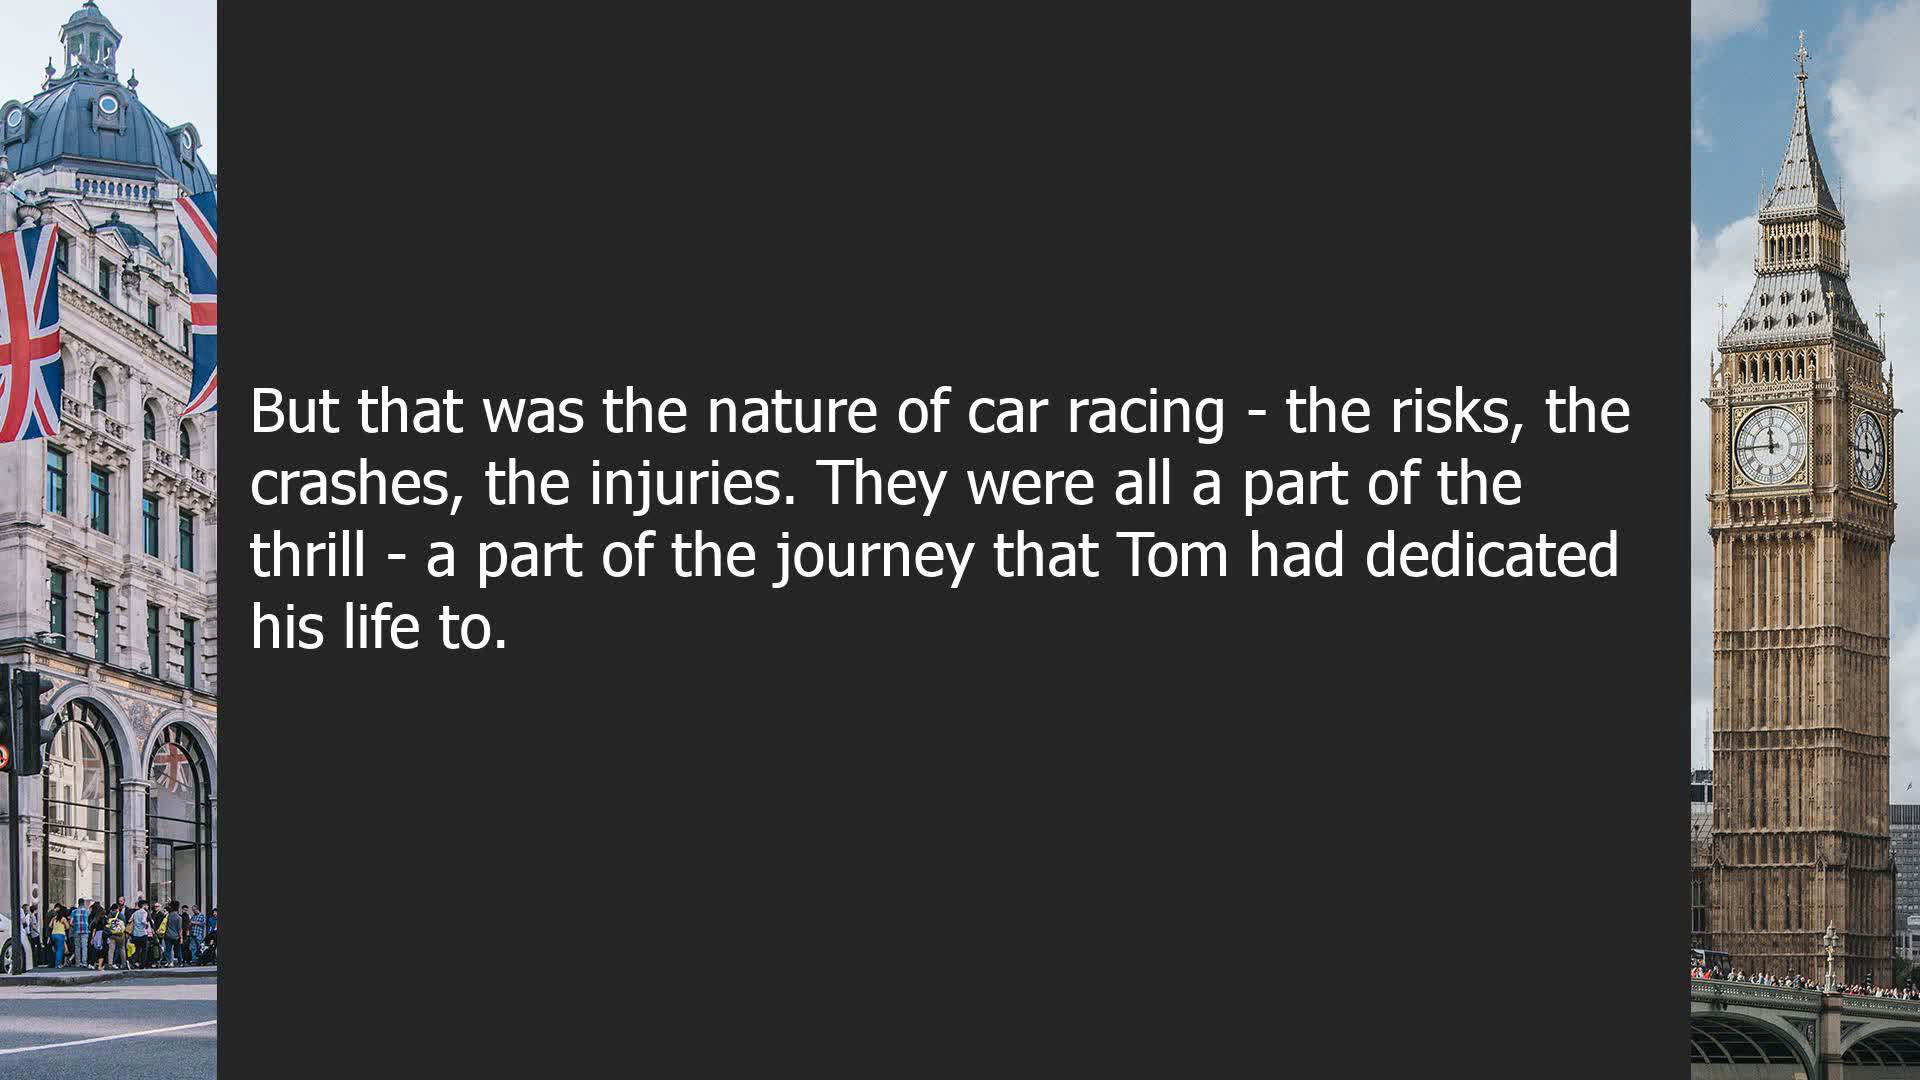 But that was the nature of car racing - the risks, the
crashes, the injuries. They were all a part of the
thrill - a part of the journey that Tom had dedicated
his life to.